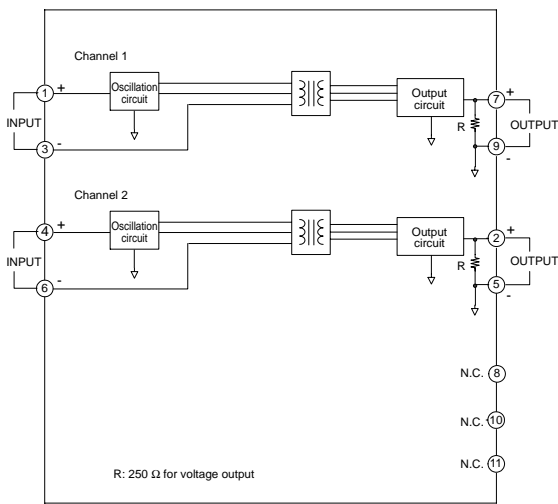 Channel 1
1 + Oscillation circuit Output circuit 7 +
INPUT R OUTPUT
3 - 9 -
Channel 2
4 + Oscillation circuit Output circuit 2 +
INPUT R OUTPUT
6 - 5 -
N.C. 8
N.C. 10
N.C. 11
R: 250 Ω for voltage output